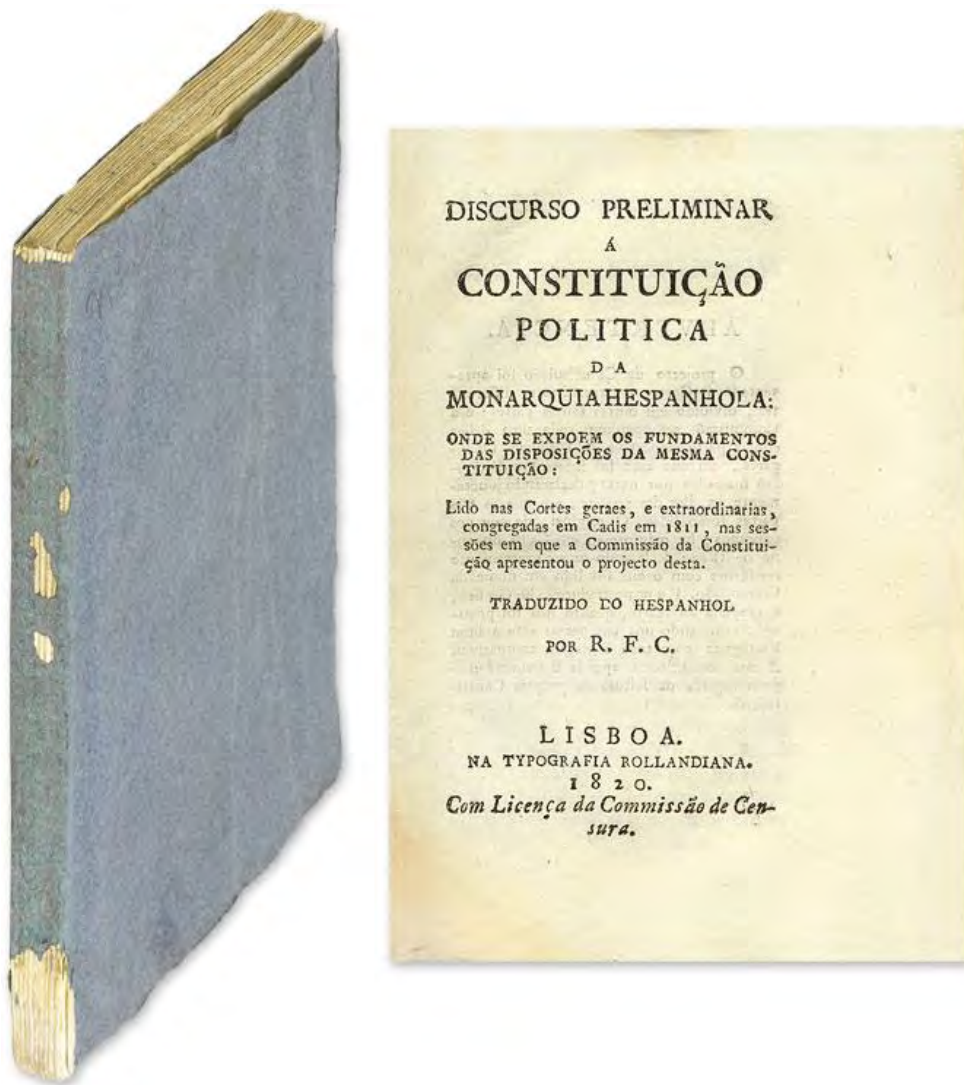 DISCURSO PRELIMINAR
Á
CONSTITUIÇÃO
POLITICA
DA
MONARQUIA HESPANHOLA:
ONDE SE EXPOEM OS FUNDAMENTOS
DAS DISPOSIÇÕES DA MESMA CONS-
TITUIÇÃO:
Lido nas Cortes geraes, e extraordinarias,
congregadas em Cadis em 1811, nas ses-
sões em que a Commissão da Constitui-
ção apresentou o projecto desta.
TRADUZIDO DO HESPANHOL
POR R. F. C.
LISBOA.
NA TYPOGRAFIA ROLLANDIANA.
1820.
Com Licença da Commissão de Cen-
sura.